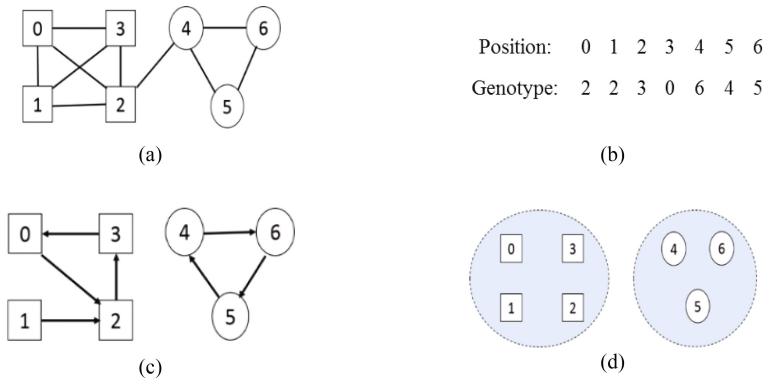 0 3 4 6
1 2 5
(a)
Position: 0 1 2 3 4 5 6
Genotype: 2 2 3 0 6 4 5
(b)
0 3 4 6
1 2 5
(c)
0 3 4 6
1 2 5
(d)